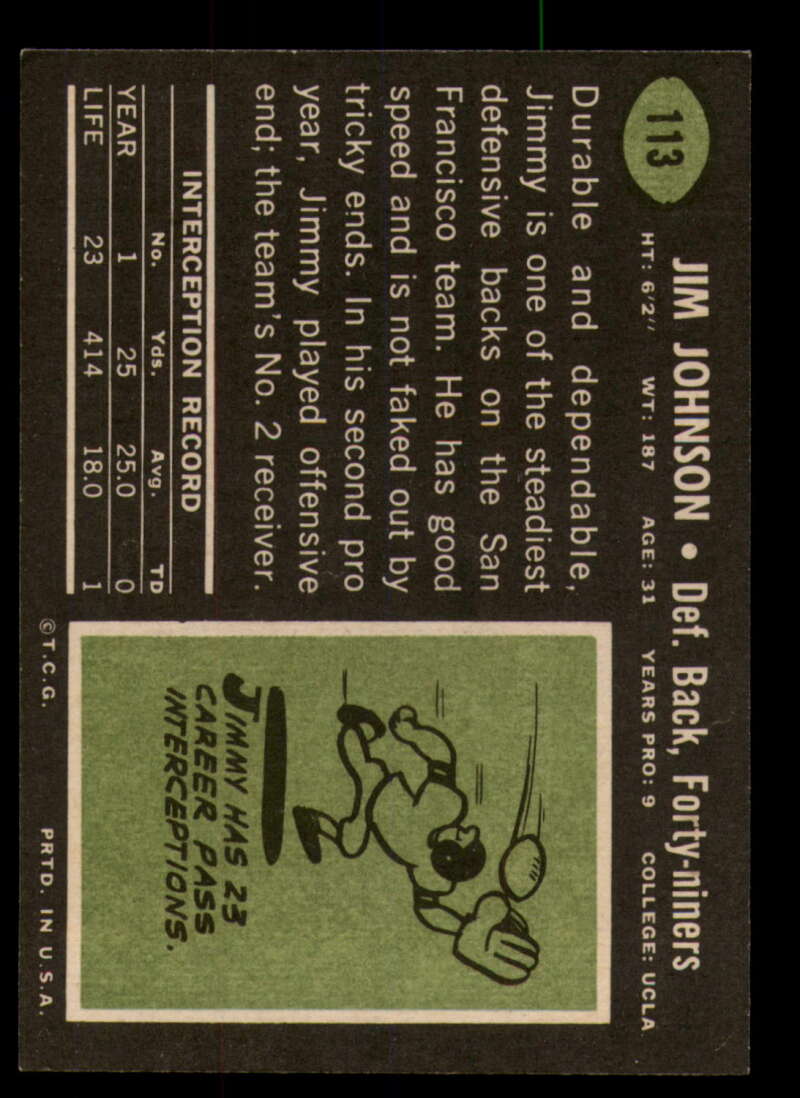 113
JIM JOHNSON • Def. Back, Forty-niners
HT: 6'2" WT: 187 AGE: 31 YEARS PRO: 9 COLLEGE: UCLA
Durable and dependable,
Jimmy is one of the steadiest
defensive backs on the San
Francisco team. He has good
speed and is not faked out by
tricky ends. In his second pro
year, Jimmy played offensive
end; the team's No. 2 receiver.
INTERCEPTION RECORD
No. Yds. Avg. TD
YEAR 1 25 25.0 0
LIFE 23 414 18.0 1
JIMMY HAS 23
CAREER PASS
INTERCEPTIONS.
©T.C.G. PRTD. IN U.S.A.